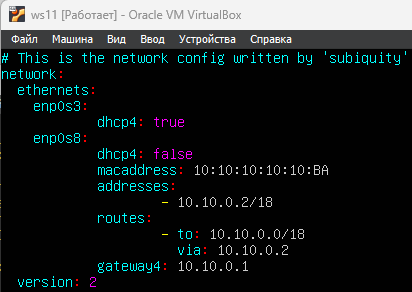 ws11 [Работает] - Oracle VM VirtualBox
Файл Машина Вид Ввод Устройства Справка
# This is the network config written by 'subiquity'
network:
  ethernets:
    enp0s3:
            dhcp4: true
    enp0s8:
            dhcp4: false
            macaddress: 10:10:10:10:10:BA
            addresses:
                    - 10.10.0.2/18
            routes:
                    - to: 10.10.0.0/18
                      via: 10.10.0.2
            gateway4: 10.10.0.1
  version: 2